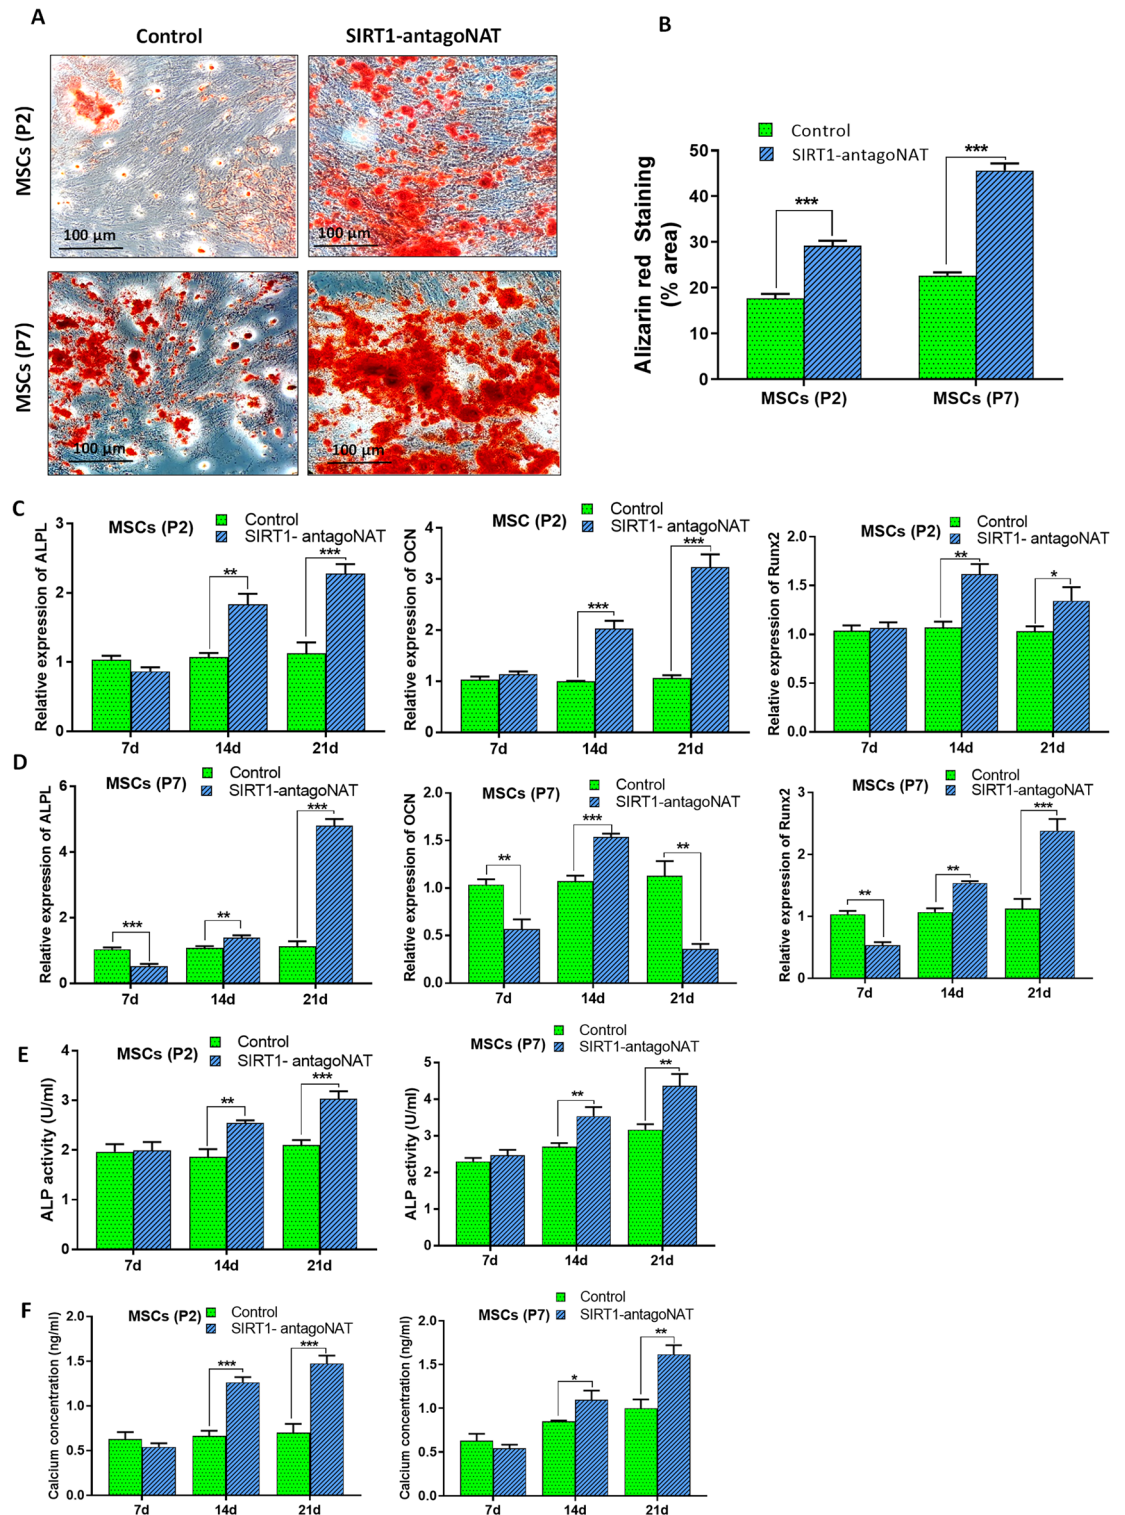 A
Control
SIRT1-antagoNAT
MSCs (P2)
100 µm
100 µm
MSCs (P7)
100 µm
100 µm
B
Control
SIRT1-antagoNAT
Alizarin red Staining
(% area)
50
40
30
20
10
0
***
***
MSCs (P2)
MSCs (P7)
C
MSCs (P2)
Control
SIRT1- antagoNAT
Relative expression of ALPL
3
2
1
0
**
***
7d
14d
21d
MSC (P2)
Control
SIRT1- antagoNAT
Relative expression of OCN
4
3
2
1
0
***
***
7d
14d
21d
MSCs (P2)
Control
SIRT1- antagoNAT
Relative expression of Runx2
2.0
1.5
1.0
0.5
0.0
**
*
7d
14d
21d
D
MSCs (P7)
Control
SIRT1-antagoNAT
Relative expression of ALPL
6
4
2
0
***
**
***
7d
14d
21d
MSCs (P7)
Control
SIRT1-antagoNAT
Relative expression of OCN
2.0
1.5
1.0
0.5
0.0
**
***
**
7d
14d
21d
MSCs (P7)
Control
SIRT1-antagoNAT
Relative expression of Runx2
3
2
1
0
**
**
***
7d
14d
21d
E
MSCs (P2)
Control
SIRT1- antagoNAT
ALP activity (U/ml)
4
3
2
1
0
**
***
7d
14d
21d
MSCs (P7)
Control
SIRT1-antagoNAT
ALP activity (U/ml)
5
4
3
2
1
0
**
**
7d
14d
21d
F
MSCs (P2)
Control
SIRT1- antagoNAT
Calcium concentration (ng/ml)
2.0
1.5
1.0
0.5
0.0
***
***
7d
14d
21d
MSCs (P7)
Control
SIRT1-antagoNAT
Calcium concentration (ng/ml)
2.0
1.5
1.0
0.5
0.0
*
**
7d
14d
21d